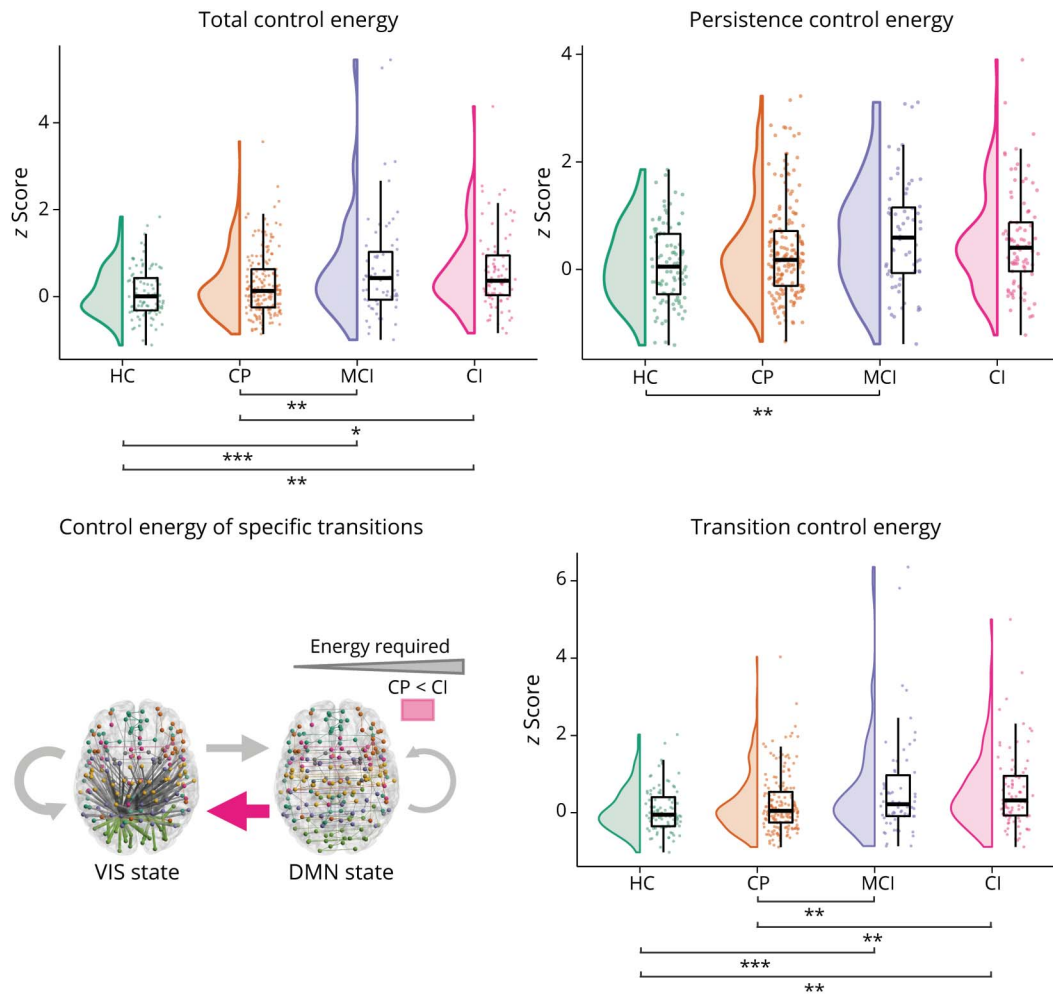 Total control energy
z Score
4
2
0
HC CP MCI CI
**
*
***
**
Persistence control energy
4
2
0
HC CP MCI CI
**
Control energy of specific transitions
Energy required
CP < CI
VIS state DMN state
Transition control energy
z Score
6
4
2
0
HC CP MCI CI
**
**
***
**